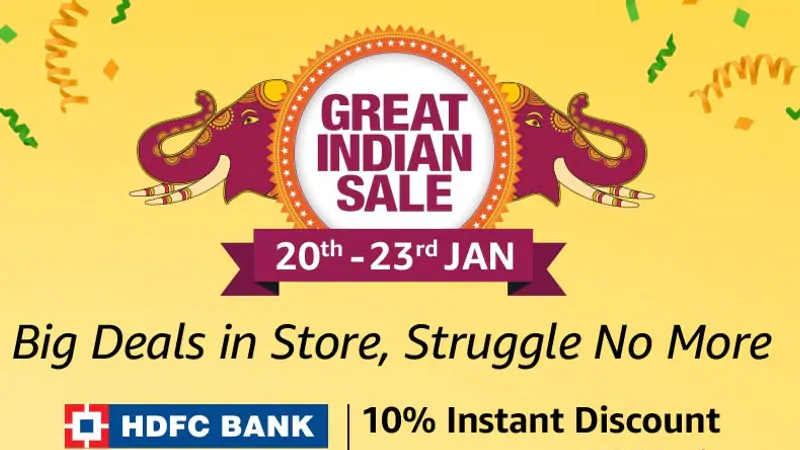 GREAT
INDIAN
SALE
20th - 23rd JAN
Big Deals in Store, Struggle No More
HDFC BANK
10% Instant Discount